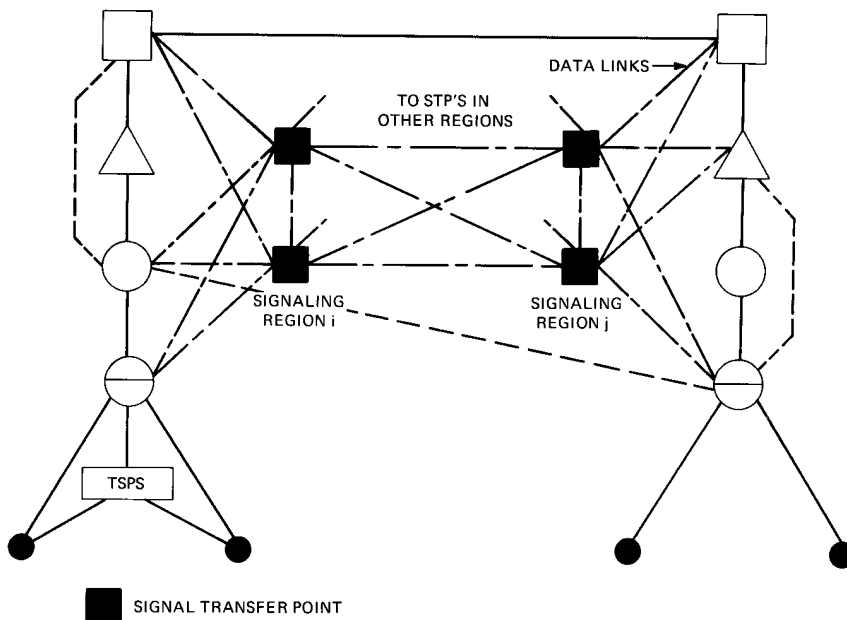 DATA LINKS
TO STP'S IN
OTHER REGIONS
SIGNALING
REGION i
SIGNALING
REGION j
TSPS
SIGNAL TRANSFER POINT